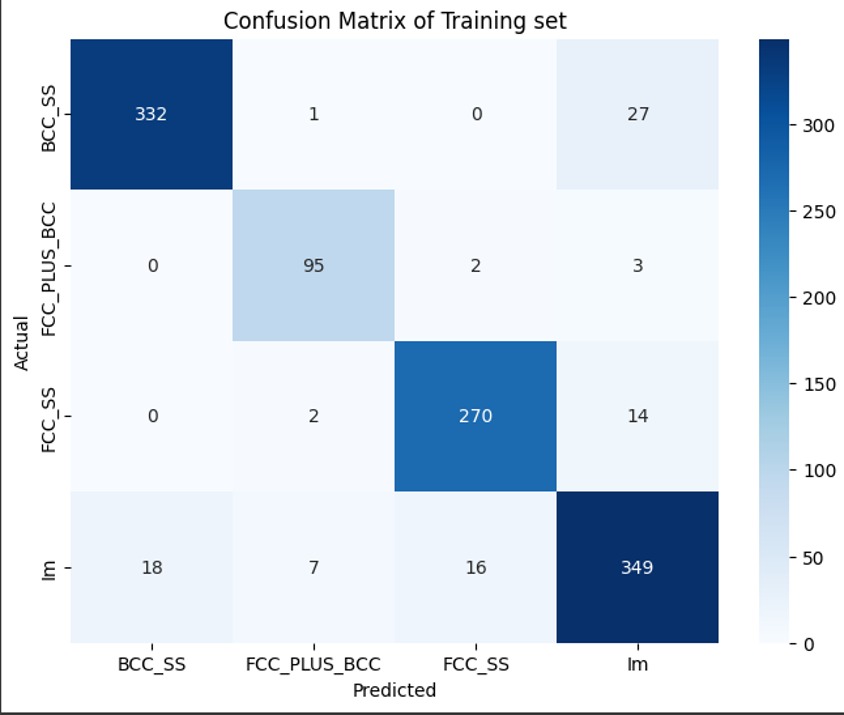 Confusion Matrix of Training set
Actual
BCC_SS
332 1 0 27
FCC_PLUS_BCC
0 95 2 3
FCC_SS
0 2 270 14
Im
18 7 16 349
BCC_SS FCC_PLUS_BCC FCC_SS Im
Predicted
300
250
200
150
100
50
0